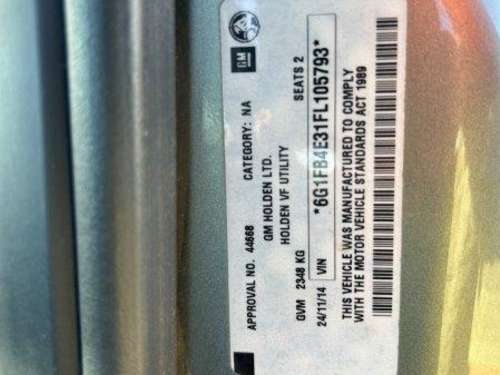 APPROVAL NO. 44668 CATEGORY: NA
GM HOLDEN LTD.
HOLDEN VF UTILITY
GVM 2348 KG SEATS 2
24/11/14 VIN *6G1FB4E31FL105793*
THIS VEHICLE WAS MANUFACTURED TO COMPLY
WITH THE MOTOR VEHICLE STANDARDS ACT 1989
GM